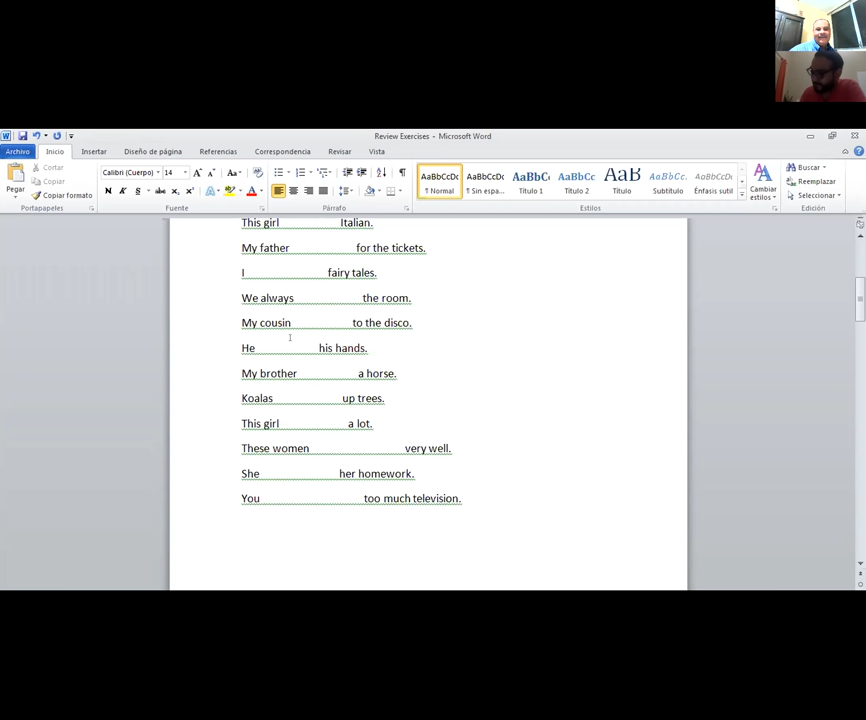 Review Exercises - Microsoft Word
Archivo Inicio Insertar Diseño de página Referencias Correspondencia Revisar Vista
Cortar
Copiar
Copiar formato
Pegar
Portapapeles
Calibri (Cuerpo) 14
Fuente
Párrafo
AaBbCcDc AaBbCcDc AaBbC AaBbCc AaB AaBbCc. AaBbCcDc
¶ Normal ¶ Sin espa... Título 1 Título 2 Título Subtítulo Énfasis sutil
Estilos
Cambiar estilos
Buscar
Reemplazar
Seleccionar
Edición
This girl Italian.
My father for the tickets.
I fairy tales.
We always the room.
My cousin to the disco.
He his hands.
My brother a horse.
Koalas up trees.
This girl a lot.
These women very well.
She her homework.
You too much television.